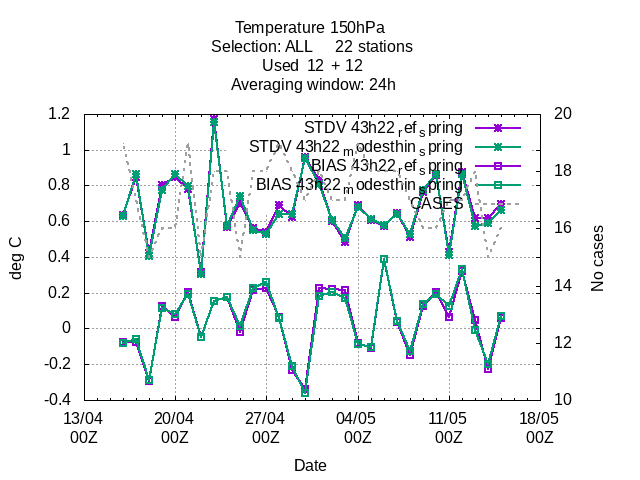 Temperature 150hPa
Selection: ALL 22 stations
Used 12 + 12
Averaging window: 24h
1.2
1
0.8
0.6
0.4
0.2
0
-0.2
-0.4
deg C
20
18
16
14
12
10
No cases
STDV 43h22_ref_spring
STDV 43h22_modesthin_spring
BIAS 43h22_ref_spring
BIAS 43h22_modesthin_spring
CASES
13/04 20/04 27/04 04/05 11/05 18/05
00Z 00Z 00Z 00Z 00Z 00Z
Date